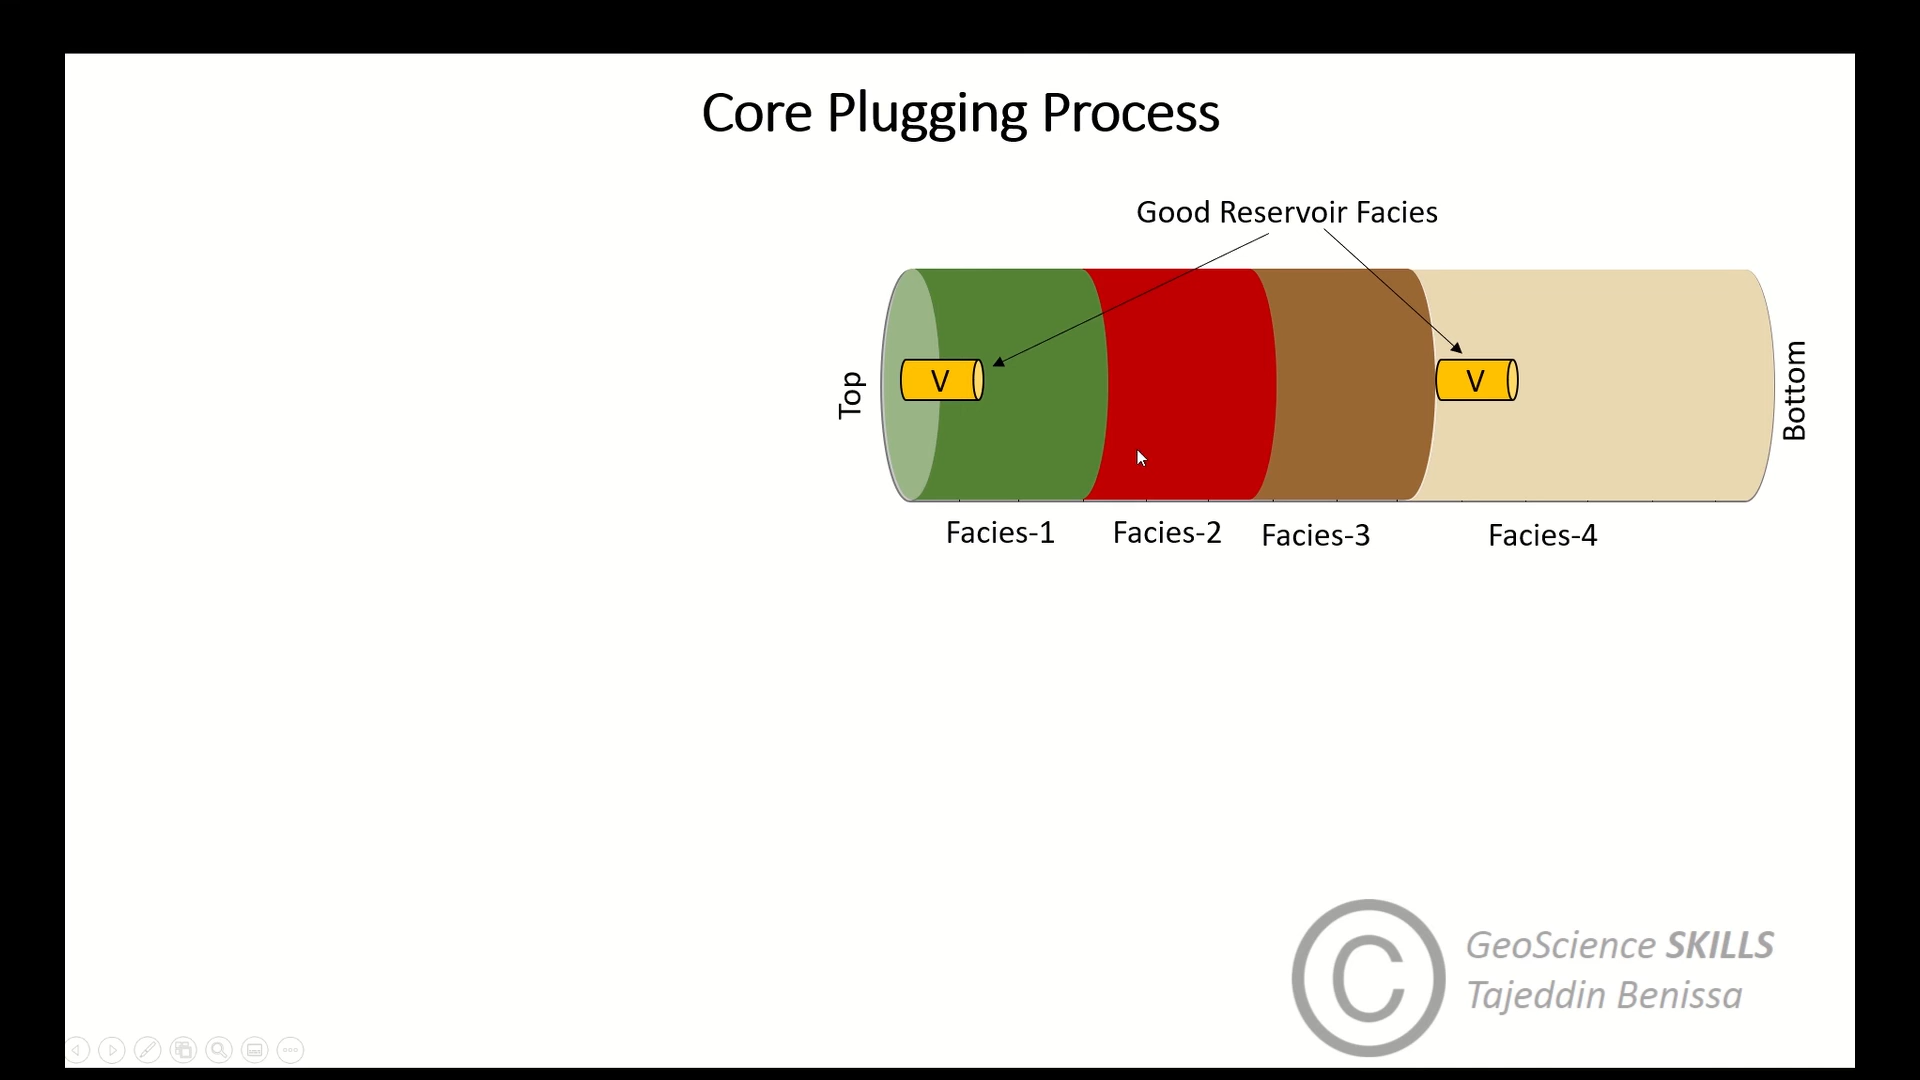 Core Plugging Process
Good Reservoir Facies
Top
V
V
Bottom
Facies-1
Facies-2
Facies-3
Facies-4
©
GeoScience SKILLS
Tajeddin Benissa